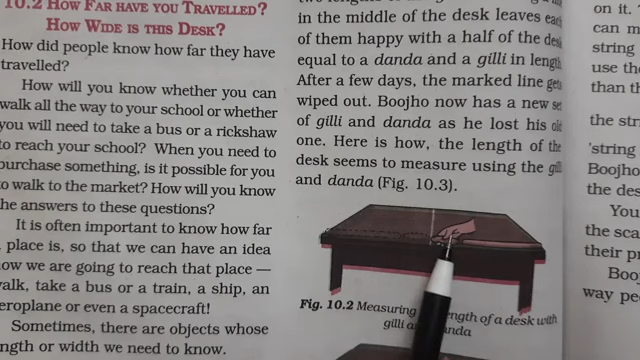 10.2 HOW FAR HAVE YOU TRAVELLED?
HOW WIDE IS THIS DESK?
How did people know how far they have
travelled?
How will you know whether you can
walk all the way to your school or whether
you will need to take a bus or a rickshaw
to reach your school? When you need to
purchase something, is it possible for you
to walk to the market? How will you know
the answers to these questions?
It is often important to know how far
place is, so that we can have an idea
how we are going to reach that place —
walk, take a bus or a train, a ship, an
aeroplane or even a spacecraft!
Sometimes, there are objects whose
length or width we need to know.
in the middle of the desk leaves each
of them happy with a half of the desk
equal to a danda and a gilli in length
After a few days, the marked line gets
wiped out. Boojho now has a new set
of gilli and danda as he lost his old
one. Here is how, the length of the
desk seems to measure using the gilli
and danda (Fig. 10.3).
Fig. 10.2 Measuring length of a desk with
gilli danda
on it.
can m
string
use the
than th
the str
'string
Boojho
the des
You
the sca
their pr
Booj
way pe